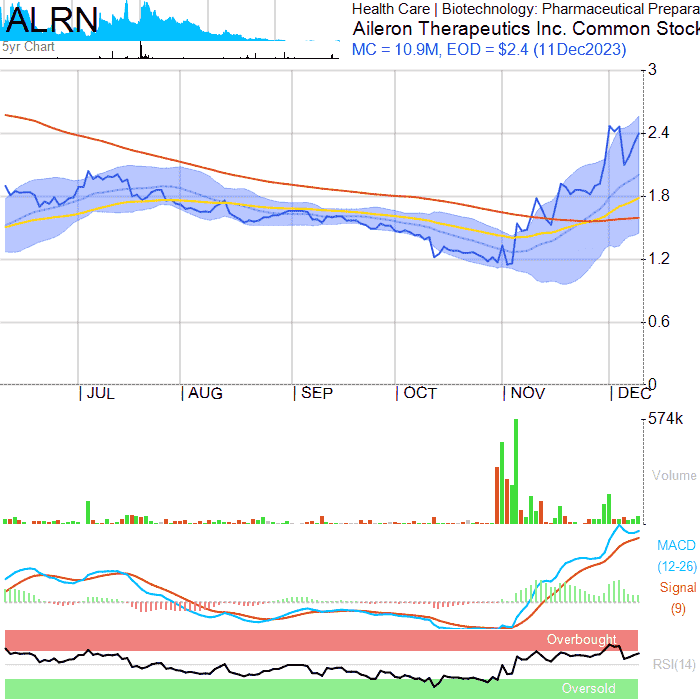 ALRN
5yr Chart
Health Care | Biotechnology: Pharmaceutical Prepara
Aileron Therapeutics Inc. Common Stock
MC = 10.9M, EOD = $2.4 (11Dec2023)
3
2.4
1.8
1.2
0.6
0
JUL AUG SEP OCT NOV DEC
574k
Volume
MACD
(12-26)
Signal
(9)
Overbought
RSI(14)
Oversold